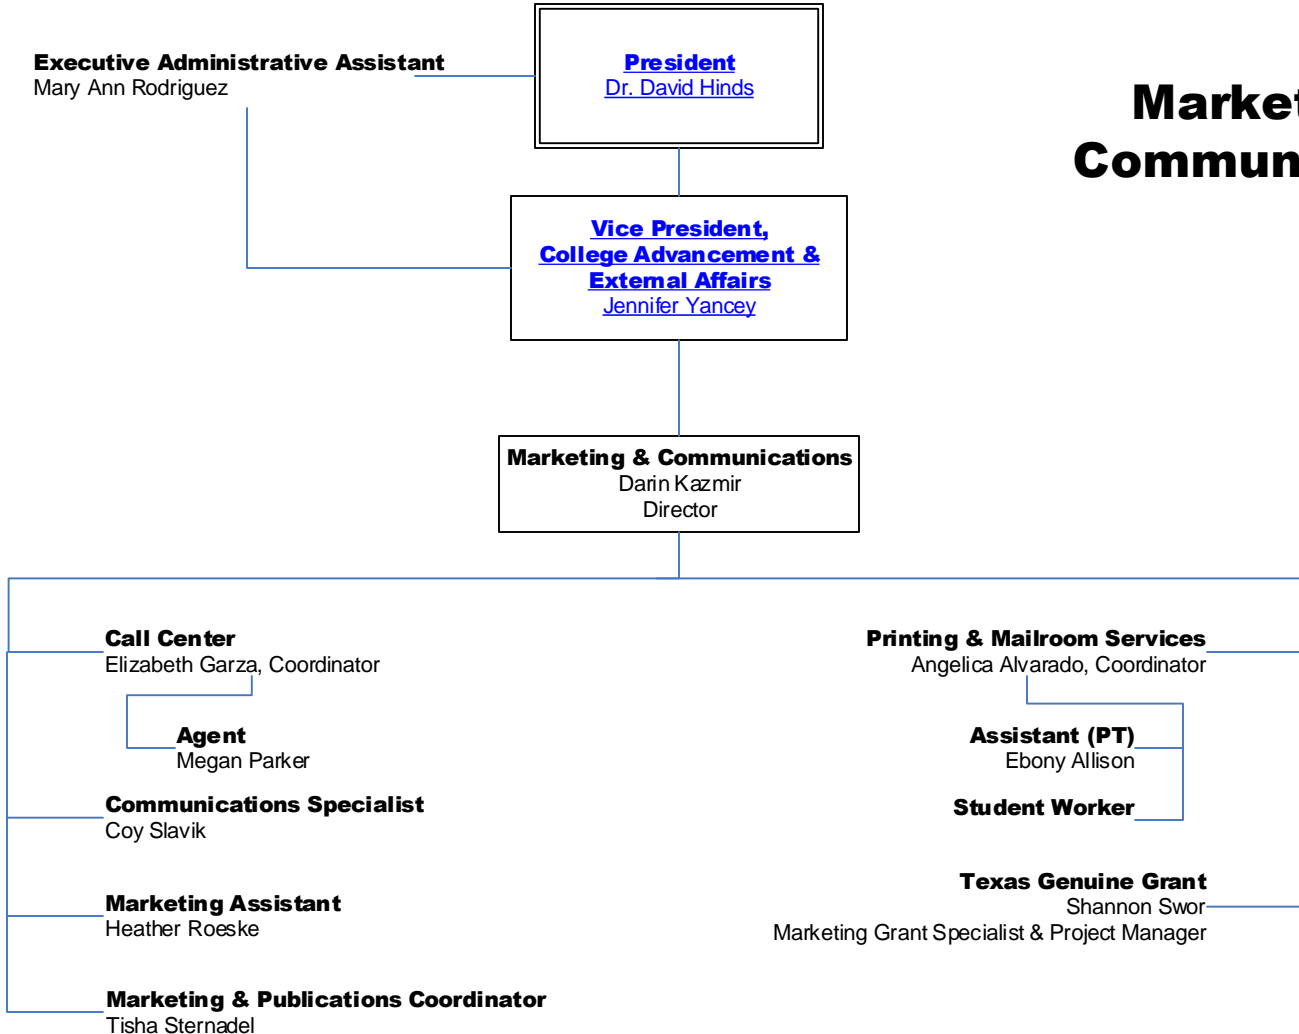 Executive Administrative Assistant
Mary Ann Rodriguez
President
Dr. David Hinds
Market
Commun
Vice President,
College Advancement &
External Affairs
Jennifer Yancey
Marketing & Communications
Darin Kazmir
Director
Call Center
Elizabeth Garza, Coordinator
Agent
Megan Parker
Communications Specialist
Coy Slavik
Marketing Assistant
Heather Roeske
Marketing & Publications Coordinator
Tisha Sternadel
Printing & Mailroom Services
Angelica Alvarado, Coordinator
Assistant (PT)
Ebony Allison
Student Worker
Texas Genuine Grant
Shannon Swor
Marketing Grant Specialist & Project Manager